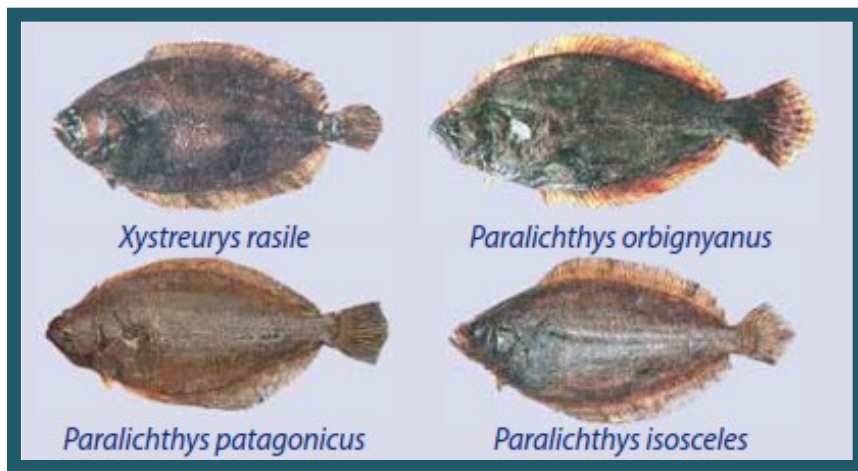 Xystreurys rasile
Paralichthys orbignyanus
Paralichthys patagonicus
Paralichthys isosceles